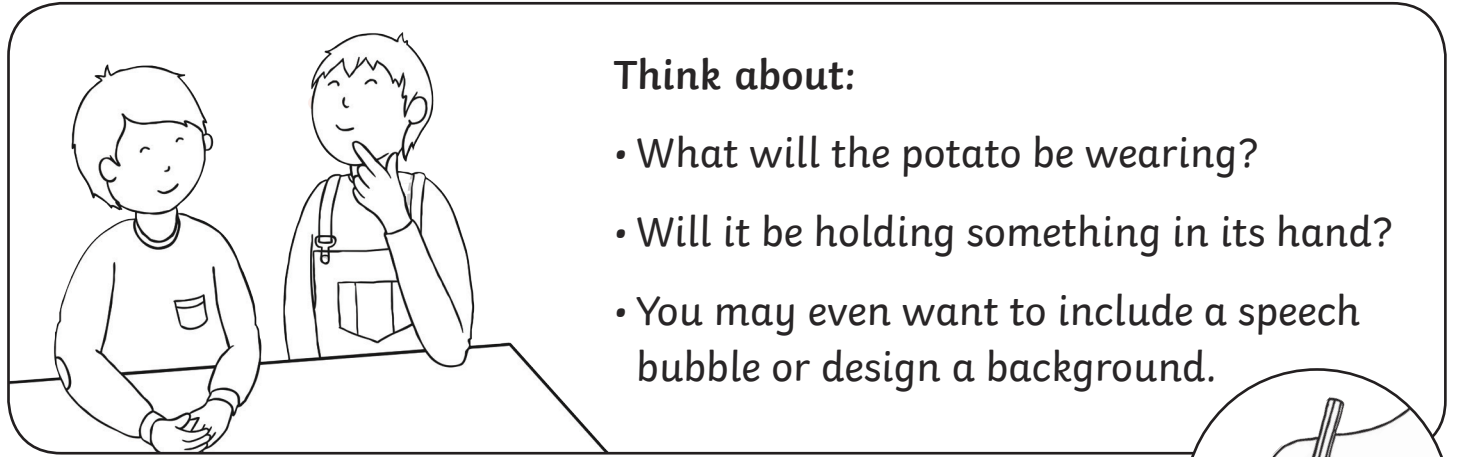 Think about:
• What will the potato be wearing?
• Will it be holding something in its hand?
• You may even want to include a speech
bubble or design a background.